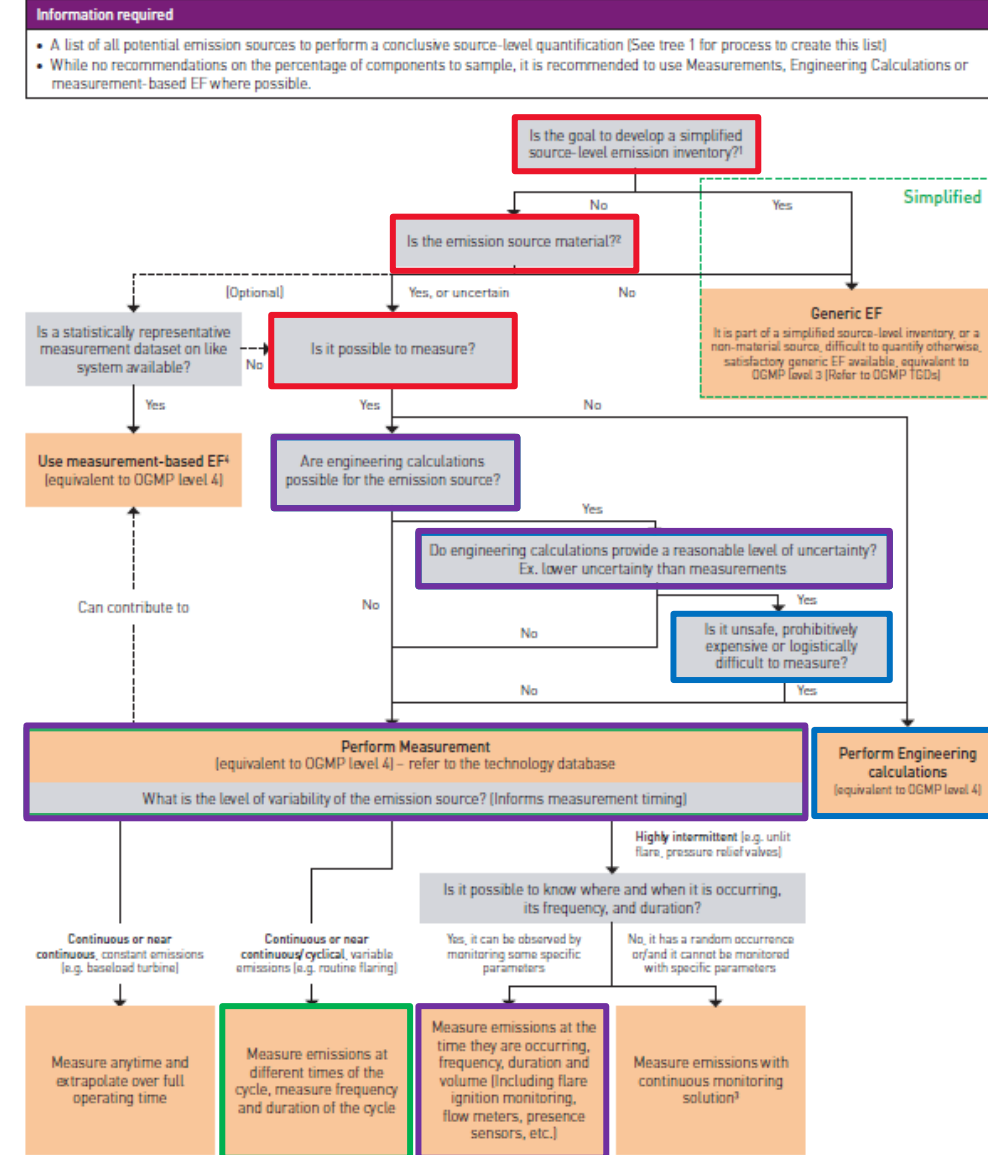 Information required
• A list of all potential emission sources to perform a conclusive source-level quantification (See tree 1 for process to create this list)
• While no recommendations on the percentage of components to sample, it is recommended to use Measurements, Engineering Calculations or
measurement-based EF where possible.
Is the goal to develop a simplified
source-level emission inventory?¹
No
Yes
Simplified
Is the emission source material?²
(Optional)
Yes, or uncertain
No
Generic EF
It is part of a simplified source-level inventory, or a
non-material source, difficult to quantify otherwise,
satisfactory generic EF available, equivalent to
OGMP level 3 (Refer to OGMP TGDs)
Is a statistically representative
measurement dataset on like
system available?
No
Is it possible to measure?
Yes
Yes
No
Use measurement-based EF⁴
(equivalent to OGMP level 4)
Are engineering calculations
possible for the emission source?
Yes
Do engineering calculations provide a reasonable level of uncertainty?
Ex. lower uncertainty than measurements
Can contribute to
No
Yes
No
Is it unsafe, prohibitively
expensive or logistically
difficult to measure?
No
Yes
Perform Measurement
(equivalent to OGMP level 4) – refer to the technology database
What is the level of variability of the emission source? (Informs measurement timing)
Perform Engineering
calculations
(equivalent to OGMP level 4)
Highly intermittent (e.g. unlit
flare, pressure relief valves)
Is it possible to know where and when it is occurring,
its frequency, and duration?
Continuous or near
continuous, constant emissions
(e.g. baseload turbine)
Continuous or near
continuous/cyclical, variable
emissions (e.g. routine flaring)
Yes, it can be observed by
monitoring some specific
parameters
No, it has a random occurrence
or/and it cannot be monitored
with specific parameters
Measure anytime and
extrapolate over full
operating time
Measure emissions at
different times of the
cycle, measure frequency
and duration of the cycle
Measure emissions at the
time they are occurring,
frequency, duration and
volume (Including flare
ignition monitoring,
flow meters, presence
sensors, etc.)
Measure emissions with
continuous monitoring
solution³